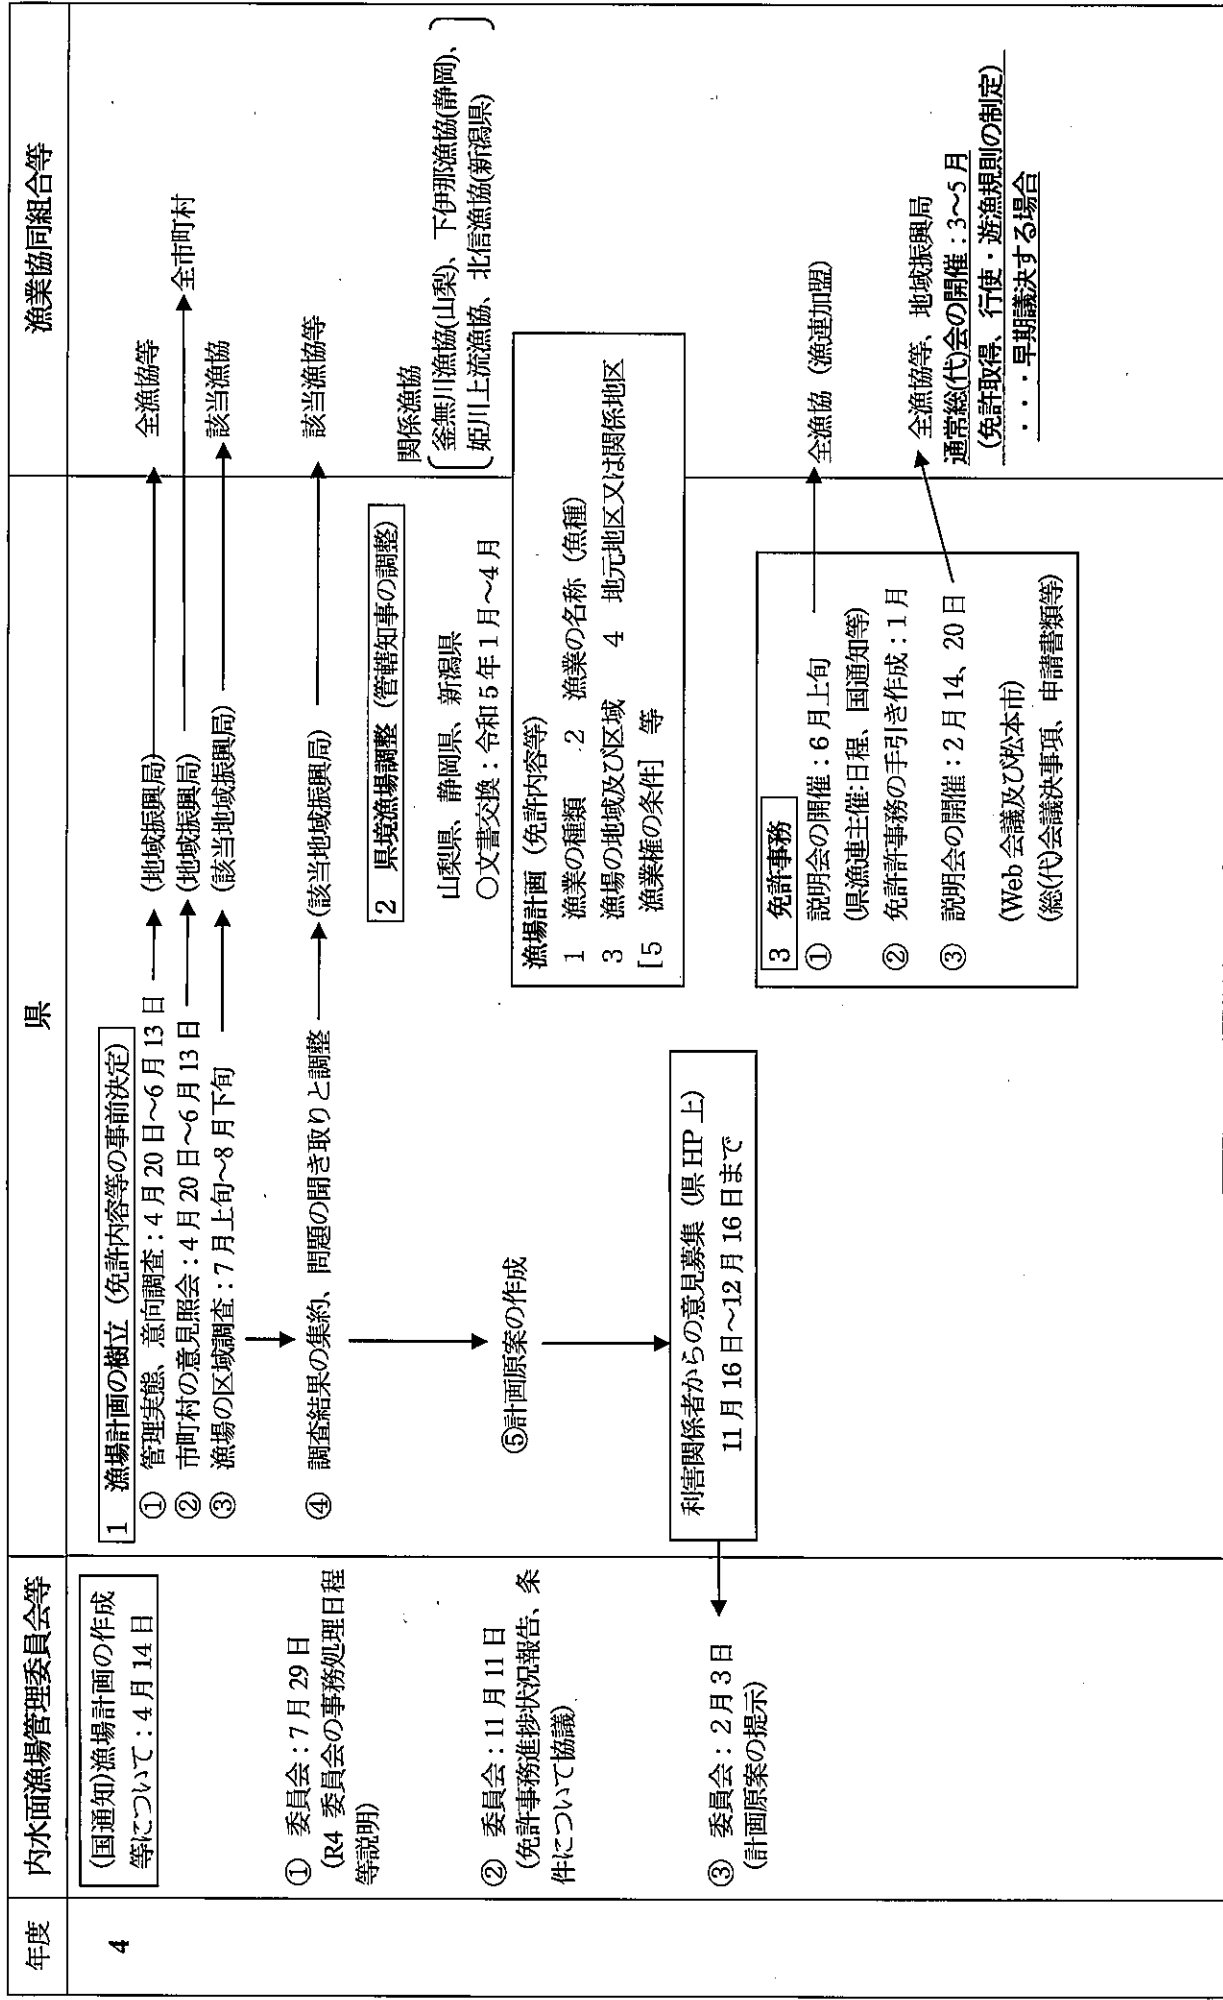 年度
内水面漁場管理委員会等
県
漁業協同組合等
4
(国通知)漁場計画の作成
等について：4月14日
① 委員会：7月29日
(R4 委員会の事務処理日程
等説明)
② 委員会：11月11日
(免許事務進捗状況報告、条
件について協議)
③ 委員会：2月3日
(計画原案の提示)
1 漁場計画の樹立（免許内容等の事前決定）
① 管理実態、意向調査：4月20日～6月13日
(地域振興局)
全漁協等
② 市町村の意見照会：4月20日～6月13日
(地域振興局)
全市町村
③ 漁場の区域調査：7月上旬～8月下旬
(該当地域振興局)
該当漁協
④ 調査結果の集約、問題の聞き取りと調整
(該当地域振興局)
該当漁協等
⑤計画原案の作成
利害関係者からの意見募集（県HP上）
11月16日～12月16日まで
2 県境漁場調整（管轄知事の調整）
山梨県、静岡県、新潟県
〇文書交換：令和5年1月～4月
関係漁協
釜無川漁協(山梨)、下伊那漁協(静岡)、
姫川上流漁協、北信漁協(新潟県)
漁場計画（免許内容等）
1 漁業の種類 2 漁業の名称（魚種）
3 漁場の地域及び区域 4 地元地区又は関係地区
[5 漁業権の条件] 等
3 免許事務
① 説明会の開催：6月上旬
(県漁連主催:日程、国通知等)
全漁協（漁連加盟）
② 免許許事務の手引き作成：1月
③ 説明会の開催：2月14、20日
(Web会議及び松本市)
(総(代)会議決事項、申請書類等)
全漁協等、地域振興局
通常総(代)会の開催：3～5月
(免許取得、行使・遊漁規則の制定)
・・・早期議決する場合